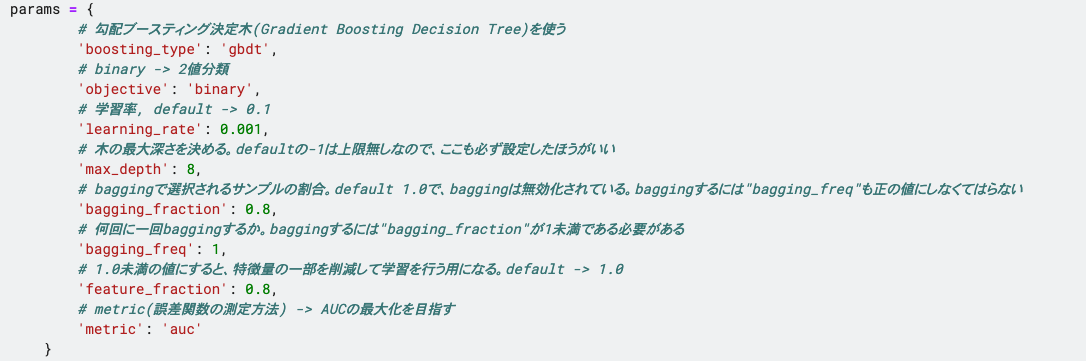 params = {
# 勾配ブースティング決定木(Gradient Boosting Decision Tree)を使う
'boosting_type': 'gbdt',
# binary -> 2値分類
'objective': 'binary',
# 学習率, default -> 0.1
'learning_rate': 0.001,
# 木の最大深さを決める。defaultの-1は上限無しなので、ここも必ず設定したほうがいい
'max_depth': 8,
# baggingで選択されるサンプルの割合。default 1.0で、baggingは無効化されている。baggingするには"bagging_freq"も正の値にしなくてはらない
'bagging_fraction': 0.8,
# 何回に一回baggingするか。baggingするには"bagging_fraction"が1未満である必要がある
'bagging_freq': 1,
# 1.0未満の値にすると、特徴量の一部を削減して学習を行う用になる。default -> 1.0
'feature_fraction': 0.8,
# metric(誤差関数の測定方法) -> AUCの最大化を目指す
'metric': 'auc'
}